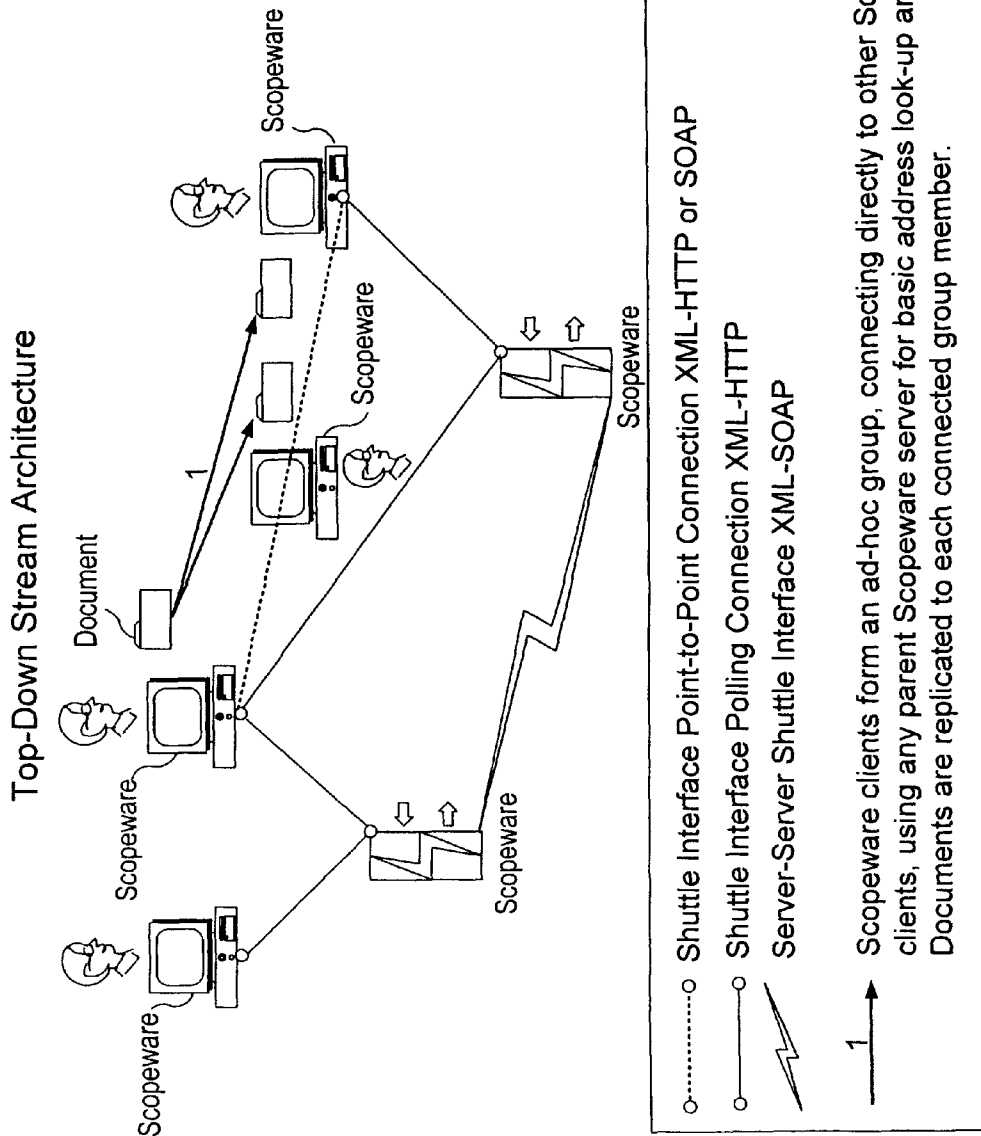 Top-Down Stream Architecture
Scopeware
Scopeware
Document
1
Scopeware
Scopeware
Scopeware
Scopeware
Shuttle Interface Point-to-Point Connection XML-HTTP or SOAP
Shuttle Interface Polling Connection XML-HTTP
Server-Server Shuttle Interface XML-SOAP
1
Scopeware clients form an ad-hoc group, connecting directly to other
clients, using any parent Scopeware server for basic address look-up
Documents are replicated to each connected group member.